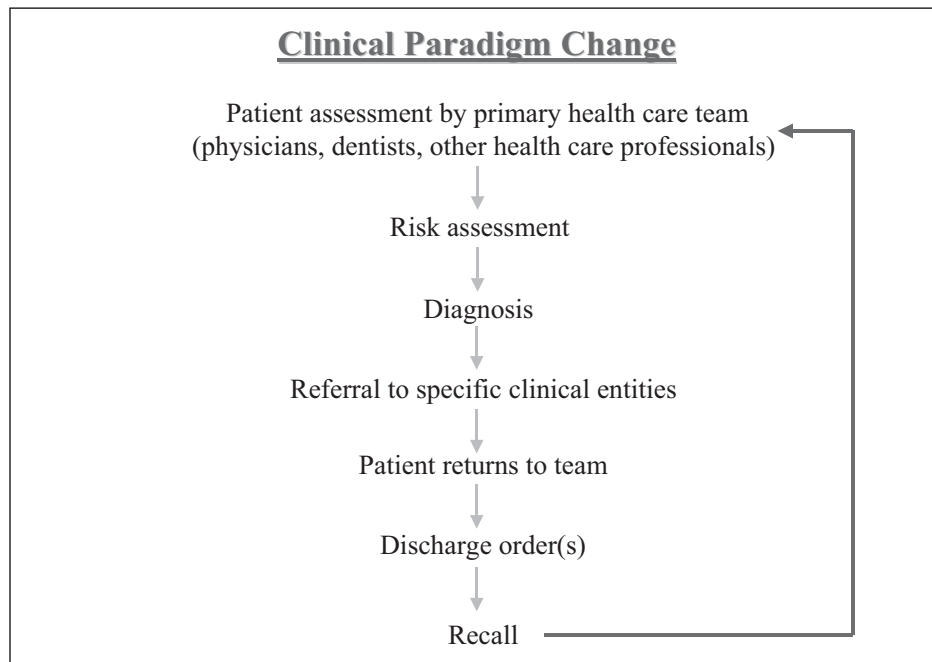 Clinical Paradigm Change
Patient assessment by primary health care team
(physicians, dentists, other health care professionals)
Risk assessment
Diagnosis
Referral to specific clinical entities
Patient returns to team
Discharge order(s)
Recall